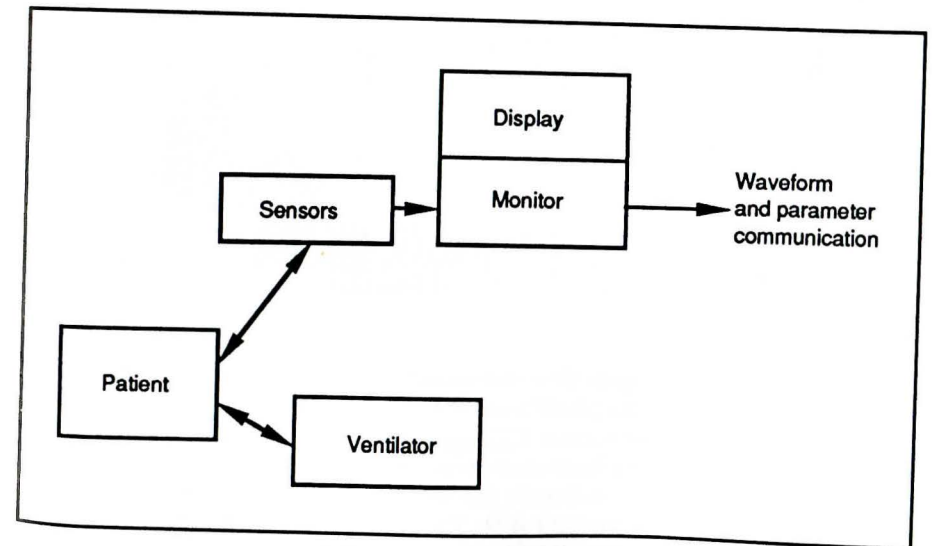 Display
Monitor
Sensors
Waveform
and parameter
communication
Patient
Ventilator